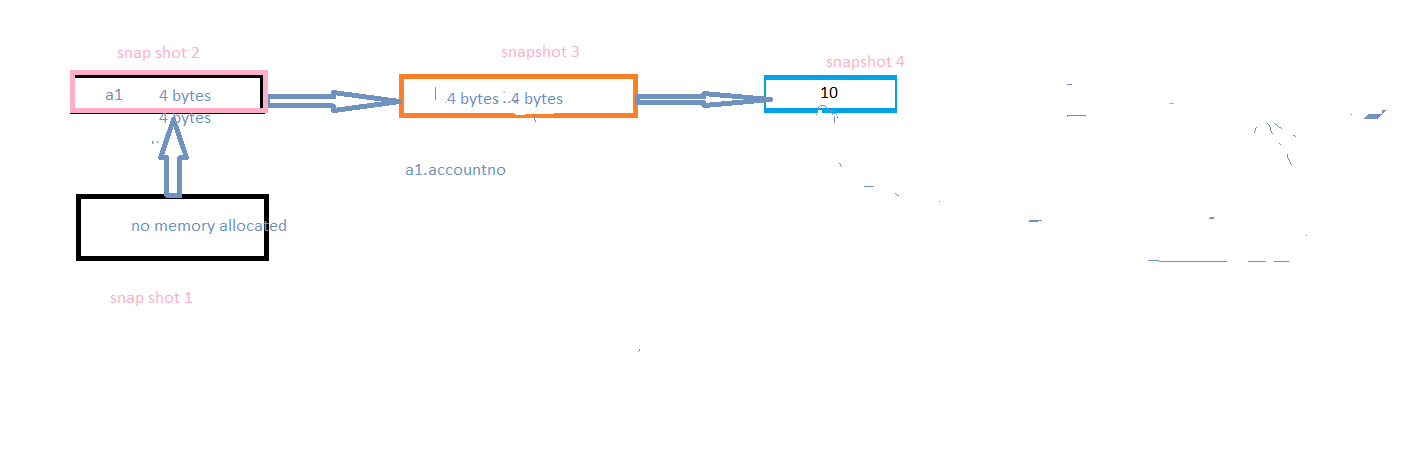 snap shot 2
snapshot 3
snapshot 4
a1 4 bytes
4 bytes
.4 bytes ..4 bytes
10
a1.accountno
no memory allocated
snap shot 1